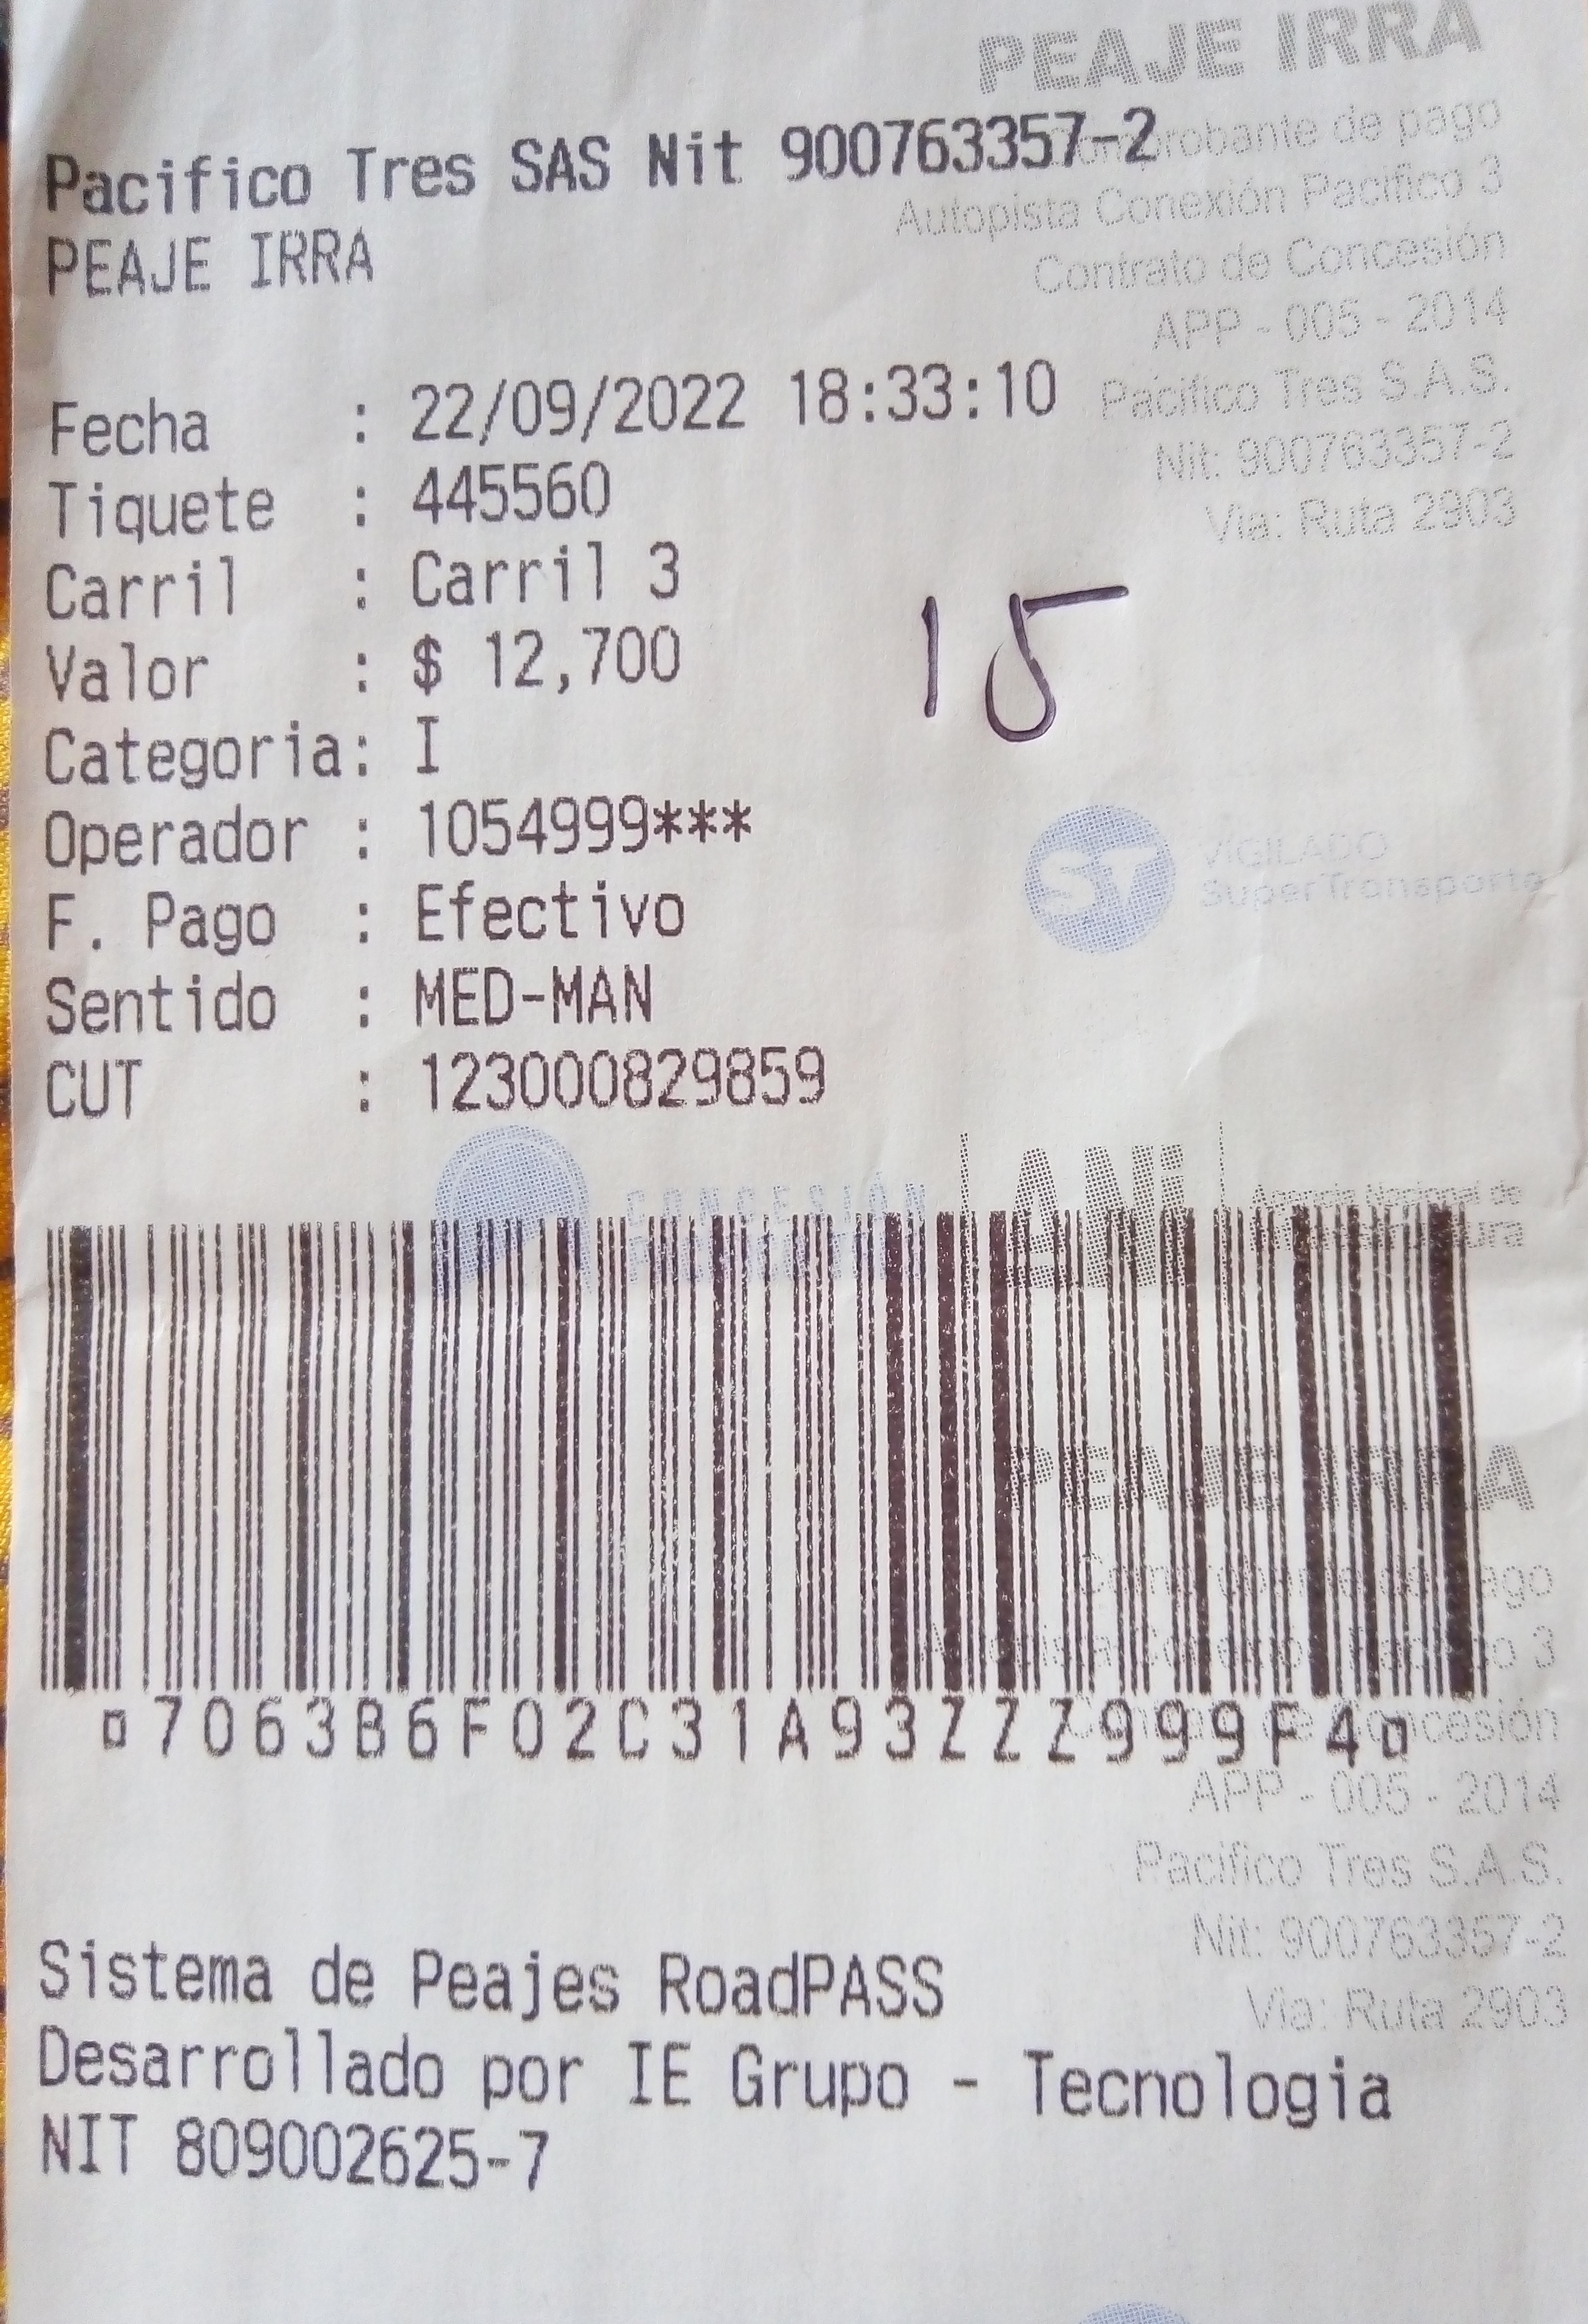 PEAJE IRRA
Comprobante de pago
Autopista Conexión Pacifico 3
Contrato de Concesión
APP - 005 - 2014
Pacifico Tres S.A.S.
Nit: 900763357-2
Via: Ruta 2903
Pacifico Tres SAS Nit 900763357-2
PEAJE IRRA
Fecha : 22/09/2022 18:33:10
Tiquete : 445560
Carril : Carril 3
Valor : $ 12,700
Categoria: I
Operador : 1054999***
F. Pago : Efectivo
Sentido : MED-MAN
CUT : 123000829859
15
ST VIGILADO
SuperTransporte
CONCESIÓN ANi Agencia Nacional de
¤7063B6F02C31A93ZZZ999F4¤
PEAJE IRRA
APP - 005 - 2014
Pacifico Tres S.A.S.
Nit: 900763357-2
Via: Ruta 2903
Sistema de Peajes RoadPASS
Desarrollado por IE Grupo - Tecnologia
NIT 809002625-7